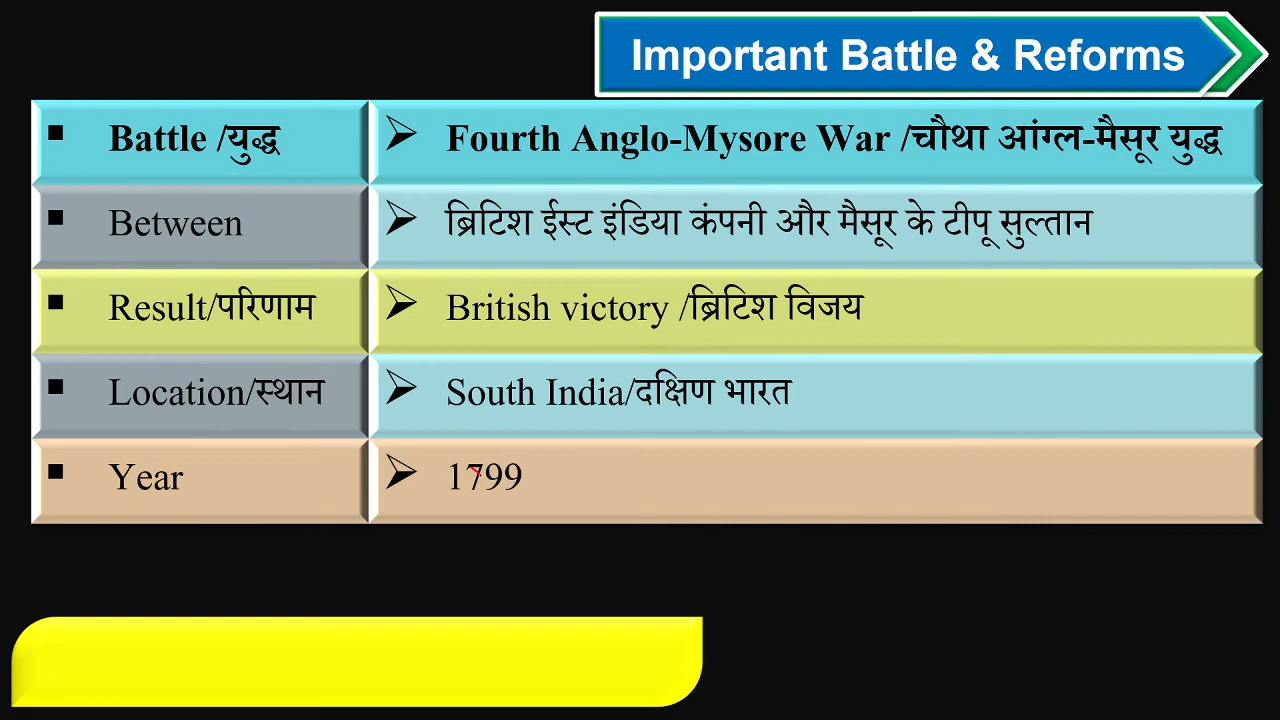 Important Battle & Reforms
Battle /युद्ध
Fourth Anglo-Mysore War /चौथा आंग्ल-मैसूर युद्ध
Between
ब्रिटिश ईस्ट इंडिया कंपनी और मैसूर के टीपू सुल्तान
Result/परिणाम
British victory /ब्रिटिश विजय
Location/स्थान
South India/दक्षिण भारत
Year
1799